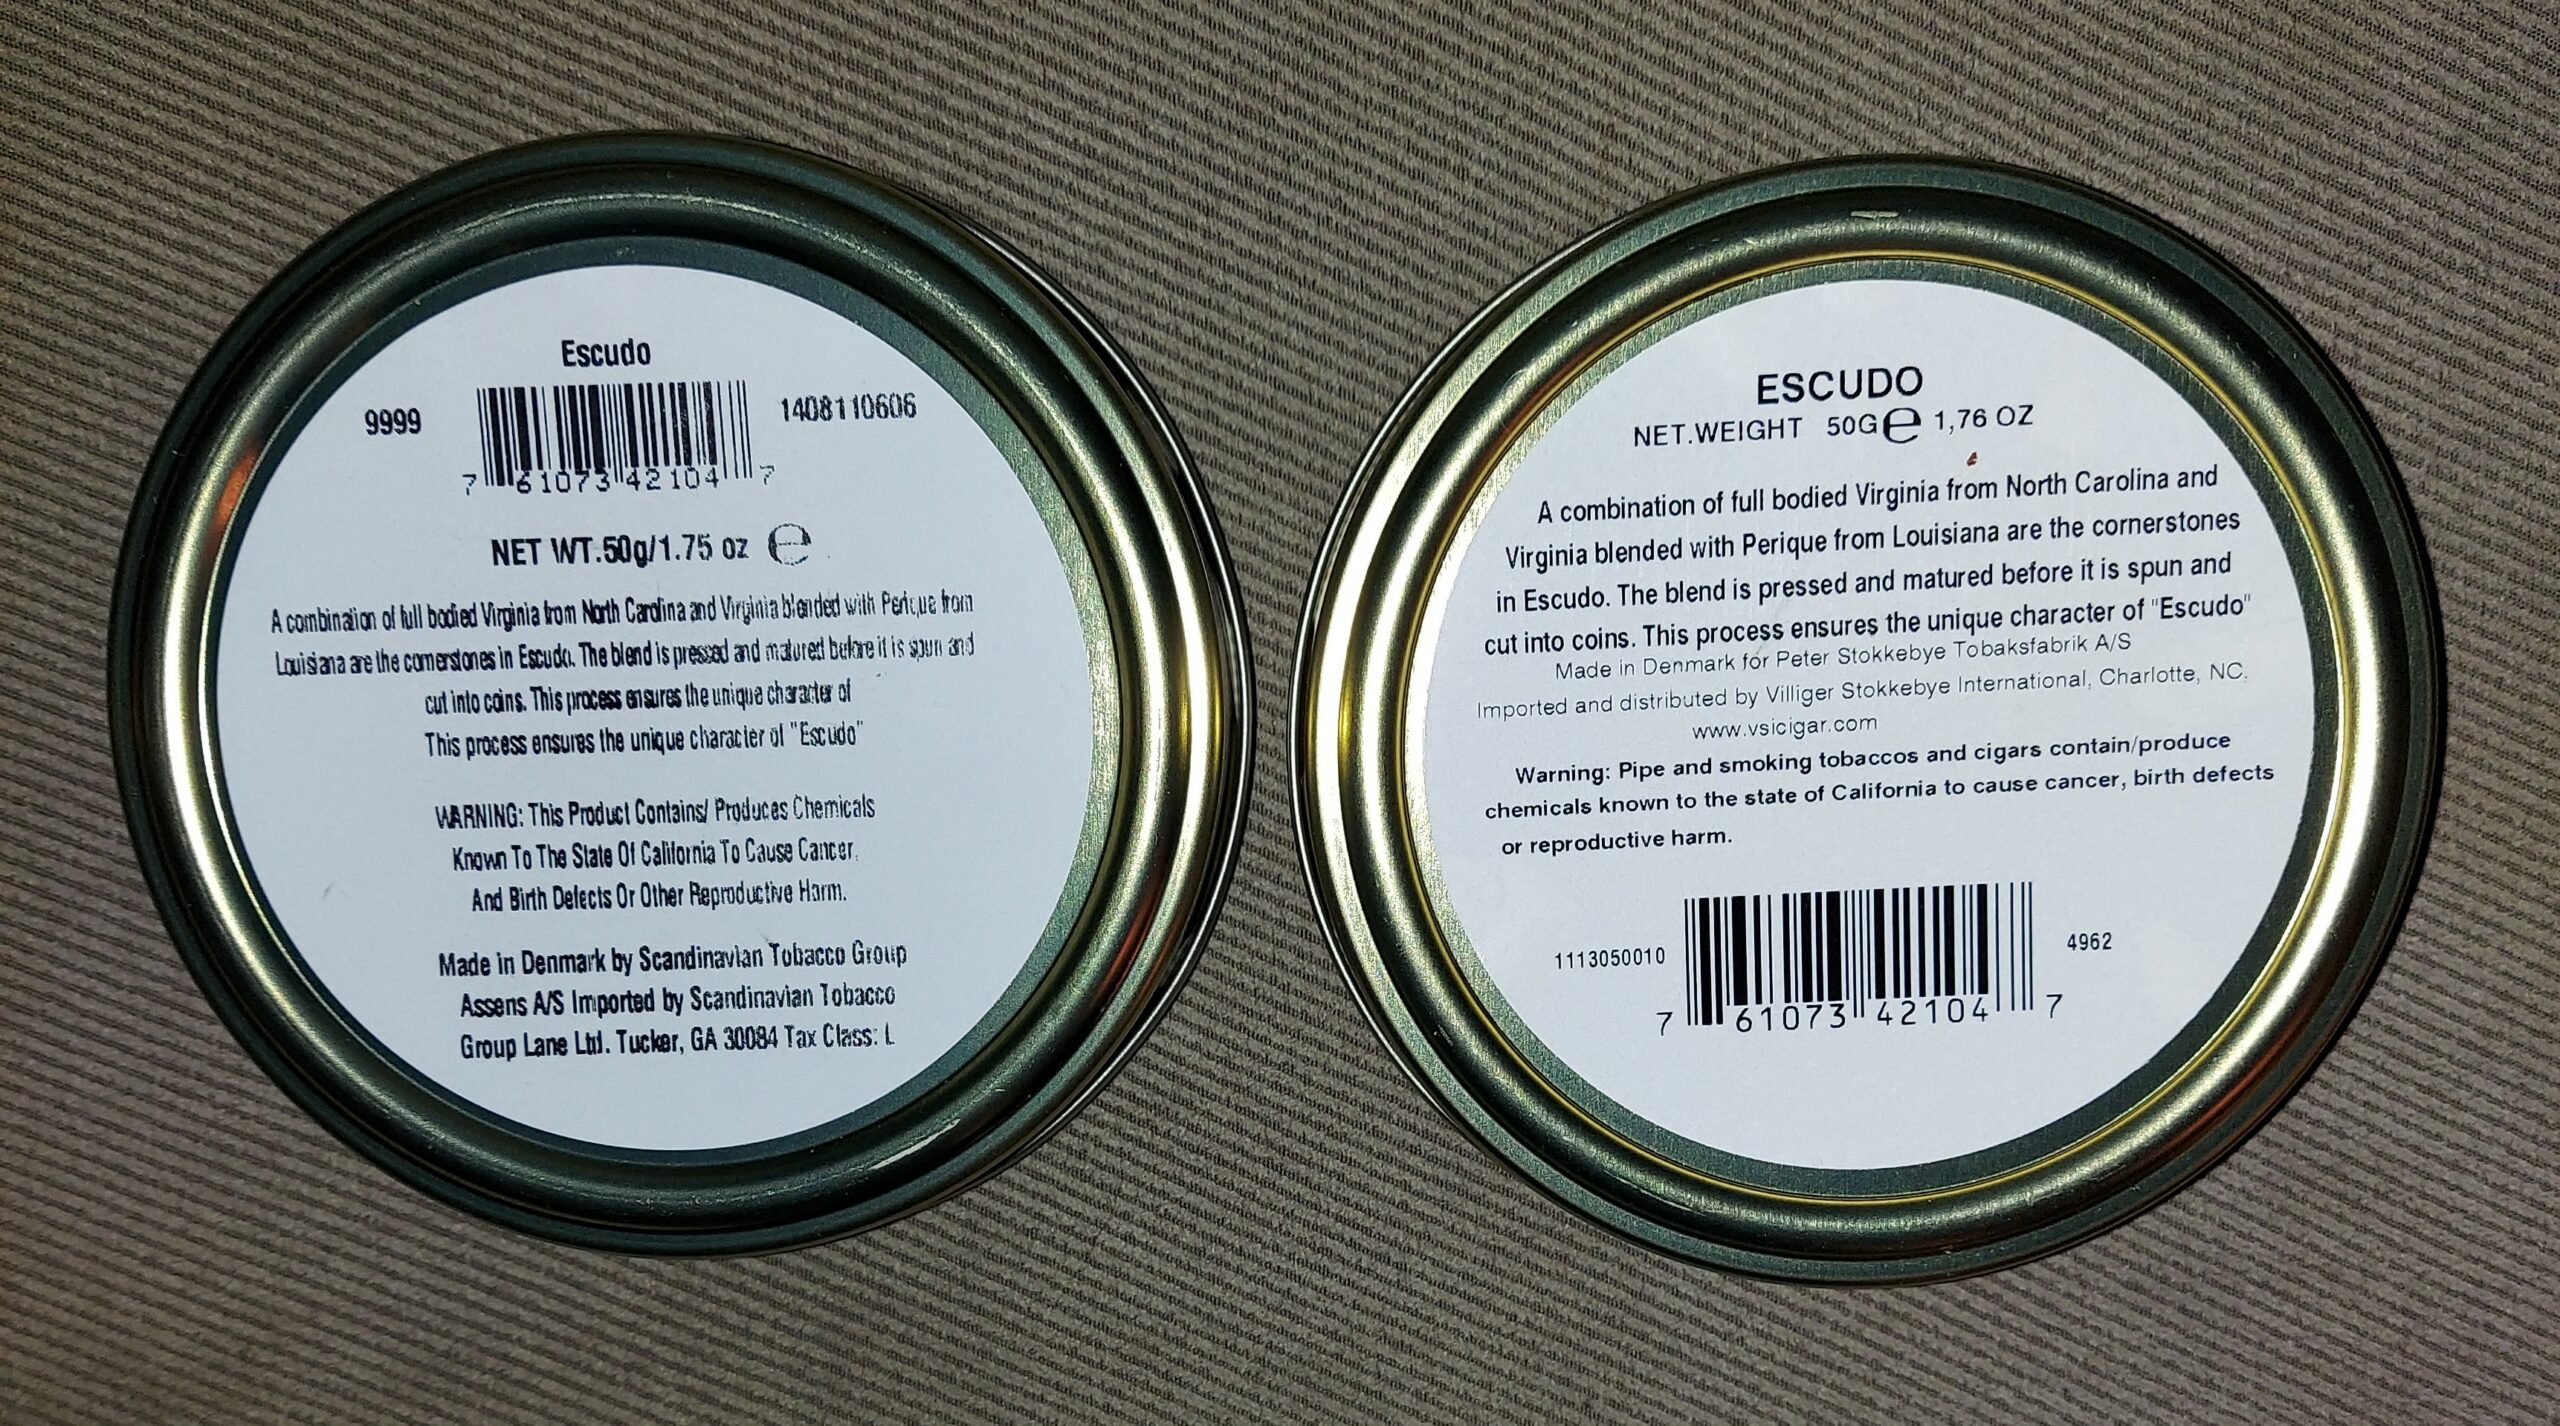 Escudo
9999
1408110606
7 61073 42104 7
NET WT.50g/1.75 oz ℮
A combination of full bodied Virginia from North Carolina and Virginia blended with Perique from
Louisiana are the cornerstones in Escudo. The blend is pressed and matured before it is spun and
cut into coins. This process ensures the unique character of
This process ensures the unique character of "Escudo"
WARNING: This Product Contains/ Produces Chemicals
Known To The State Of California To Cause Cancer,
And Birth Defects Or Other Reproductive Harm.
Made in Denmark by Scandinavian Tobacco Group
Assens A/S Imported by Scandinavian Tobacco
Group Lane Ltd. Tucker, GA 30084 Tax Class: L
ESCUDO
NET.WEIGHT 50G℮ 1,76 OZ
A combination of full bodied Virginia from North Carolina and
Virginia blended with Perique from Louisiana are the cornerstones
in Escudo. The blend is pressed and matured before it is spun and
cut into coins. This process ensures the unique character of "Escudo"
Made in Denmark for Peter Stokkebye Tobaksfabrik A/S
Imported and distributed by Villiger Stokkebye International, Charlotte, NC.
www.vsicigar.com
Warning: Pipe and smoking tobaccos and cigars contain/produce
chemicals known to the state of California to cause cancer, birth defects
or reproductive harm.
1113050010
4962
7 61073 42104 7